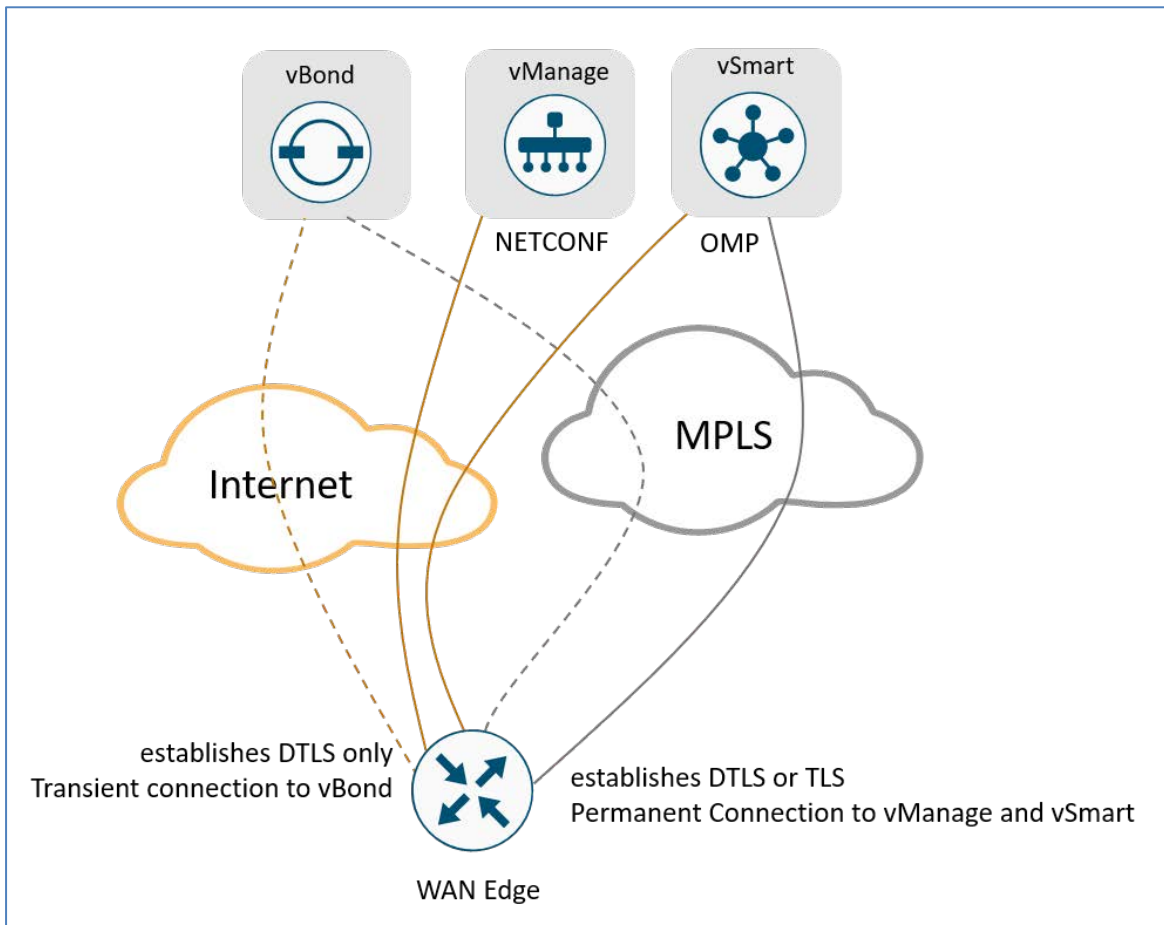 vBond
vManage
vSmart
NETCONF
OMP
Internet
MPLS
establishes DTLS only
Transient connection to vBond
establishes DTLS or TLS
Permanent Connection to vManage and vSmart
WAN Edge